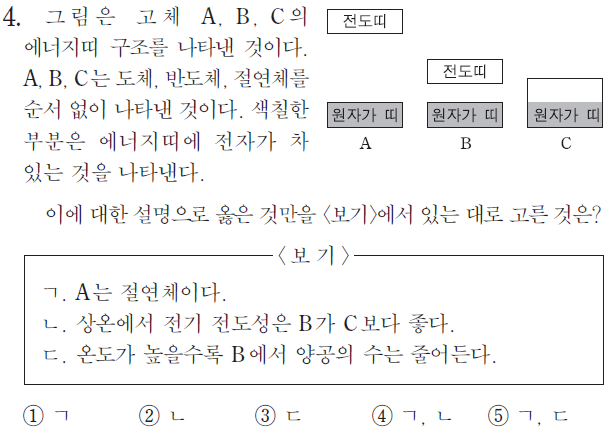 4. 그림은 고체 A, B, C의
에너지띠 구조를 나타낸 것이다.
A, B, C는 도체, 반도체, 절연체를
순서 없이 나타낸 것이다. 색칠한
부분은 에너지띠에 전자가 차
있는 것을 나타낸다.
전도띠
전도띠
원자가 띠 원자가 띠 원자가 띠
A B C
이에 대한 설명으로 옳은 것만을 <보기>에서 있는 대로 고른 것은?
<보 기>
ㄱ. A는 절연체이다.
ㄴ. 상온에서 전기 전도성은 B가 C보다 좋다.
ㄷ. 온도가 높을수록 B에서 양공의 수는 줄어든다.
① ㄱ ② ㄴ ③ ㄷ ④ ㄱ, ㄴ ⑤ ㄱ, ㄷ